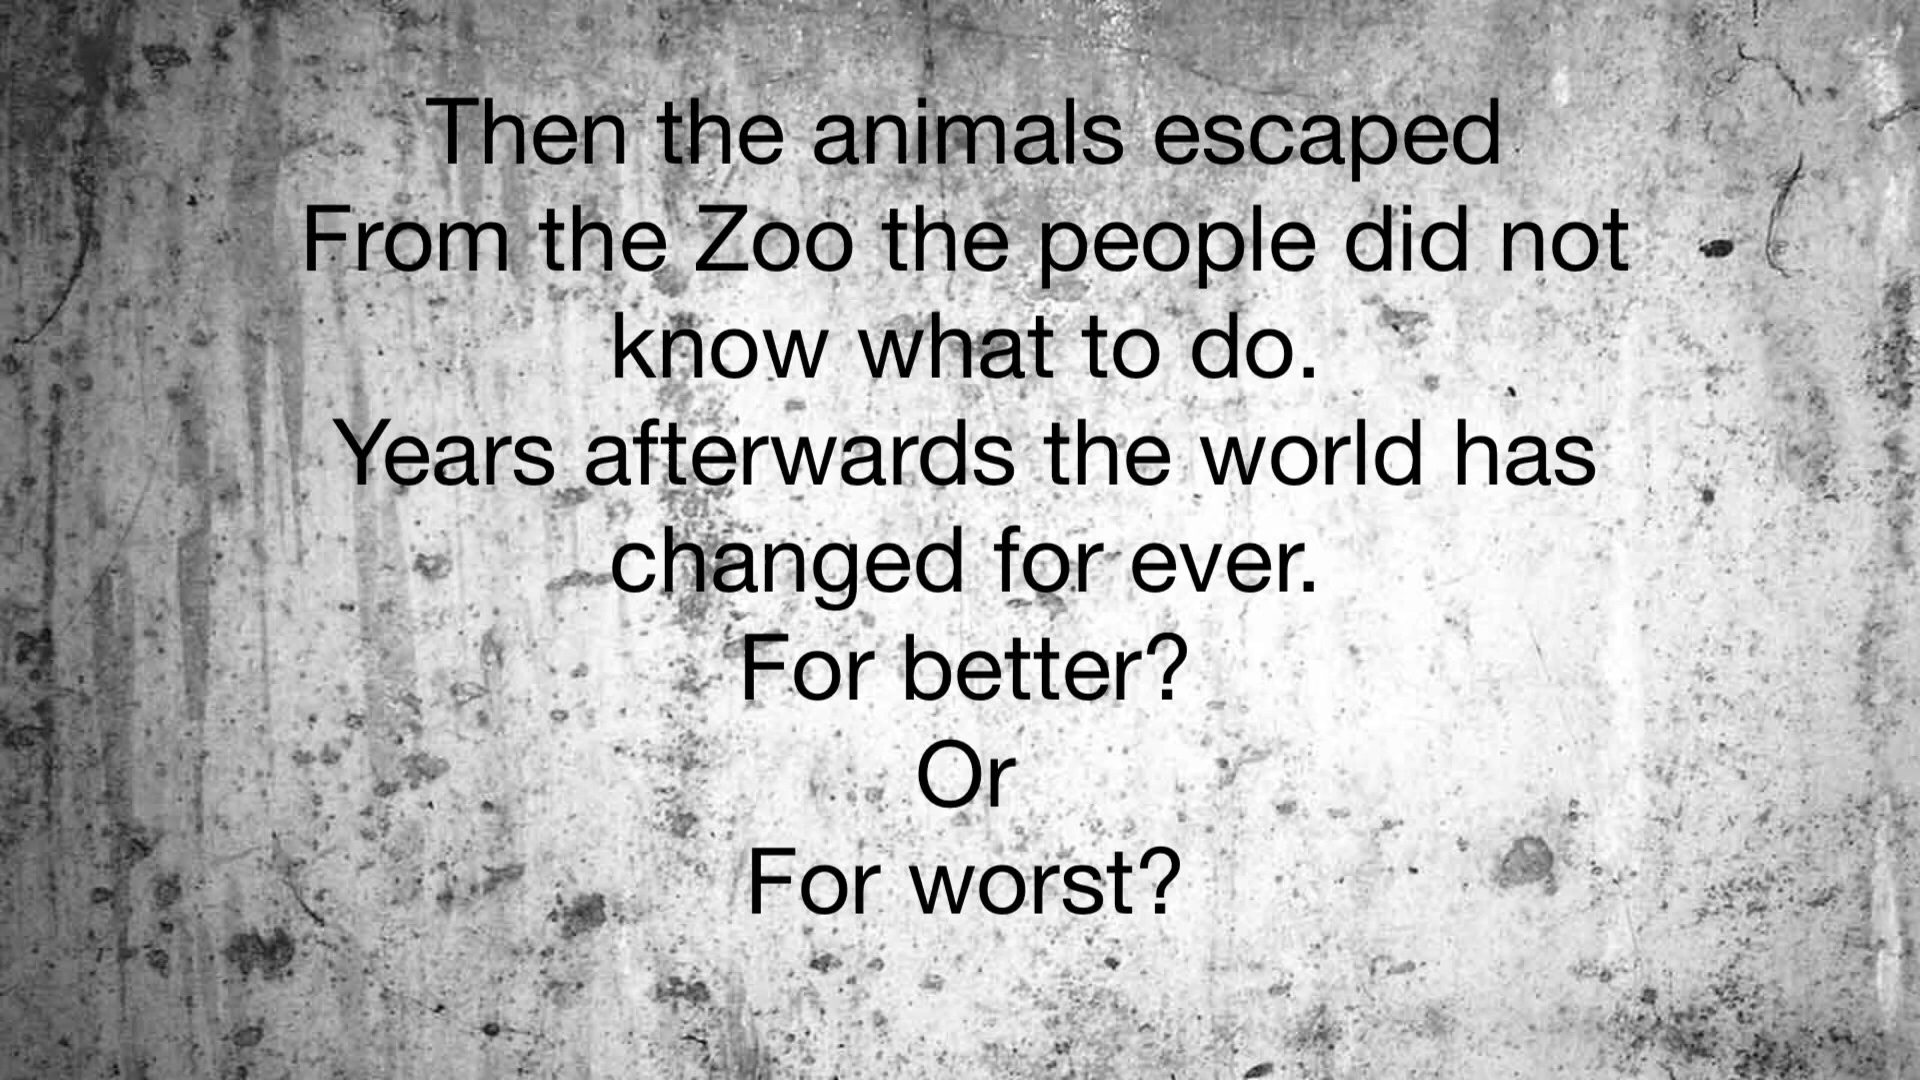 Then the animals escaped
From the Zoo the people did not
know what to do.
Years afterwards the world has
changed for ever.
For better?
Or
For worst?